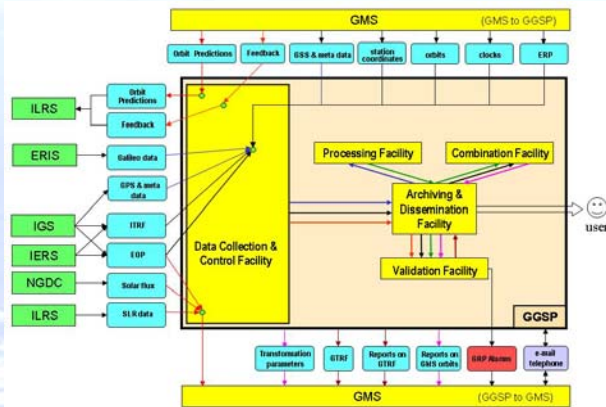 GMS (GMS to GGSP)
Orbit Predictions
Feedback
GSS & meta data
station
coordinates
orbits
clocks
ERP
Orbit
Predictions
Feedback
ILRS
ERIS
Galileo data
GPS & meta
data
IGS
ITRF
IERS
EOP
NGDC
Solar flux
ILRS
SLR data
Data Collection &
Control Facility
Processing Facility
Combination Facility
Archiving &
Dissemination
Facility
Validation Facility
user
GGSP
Transformation
parameters
GTRF
Reports on
GTRF
Reports on
GMS orbits
GRP Alarms
e-mail
telephone
GMS (GGSP to GMS)